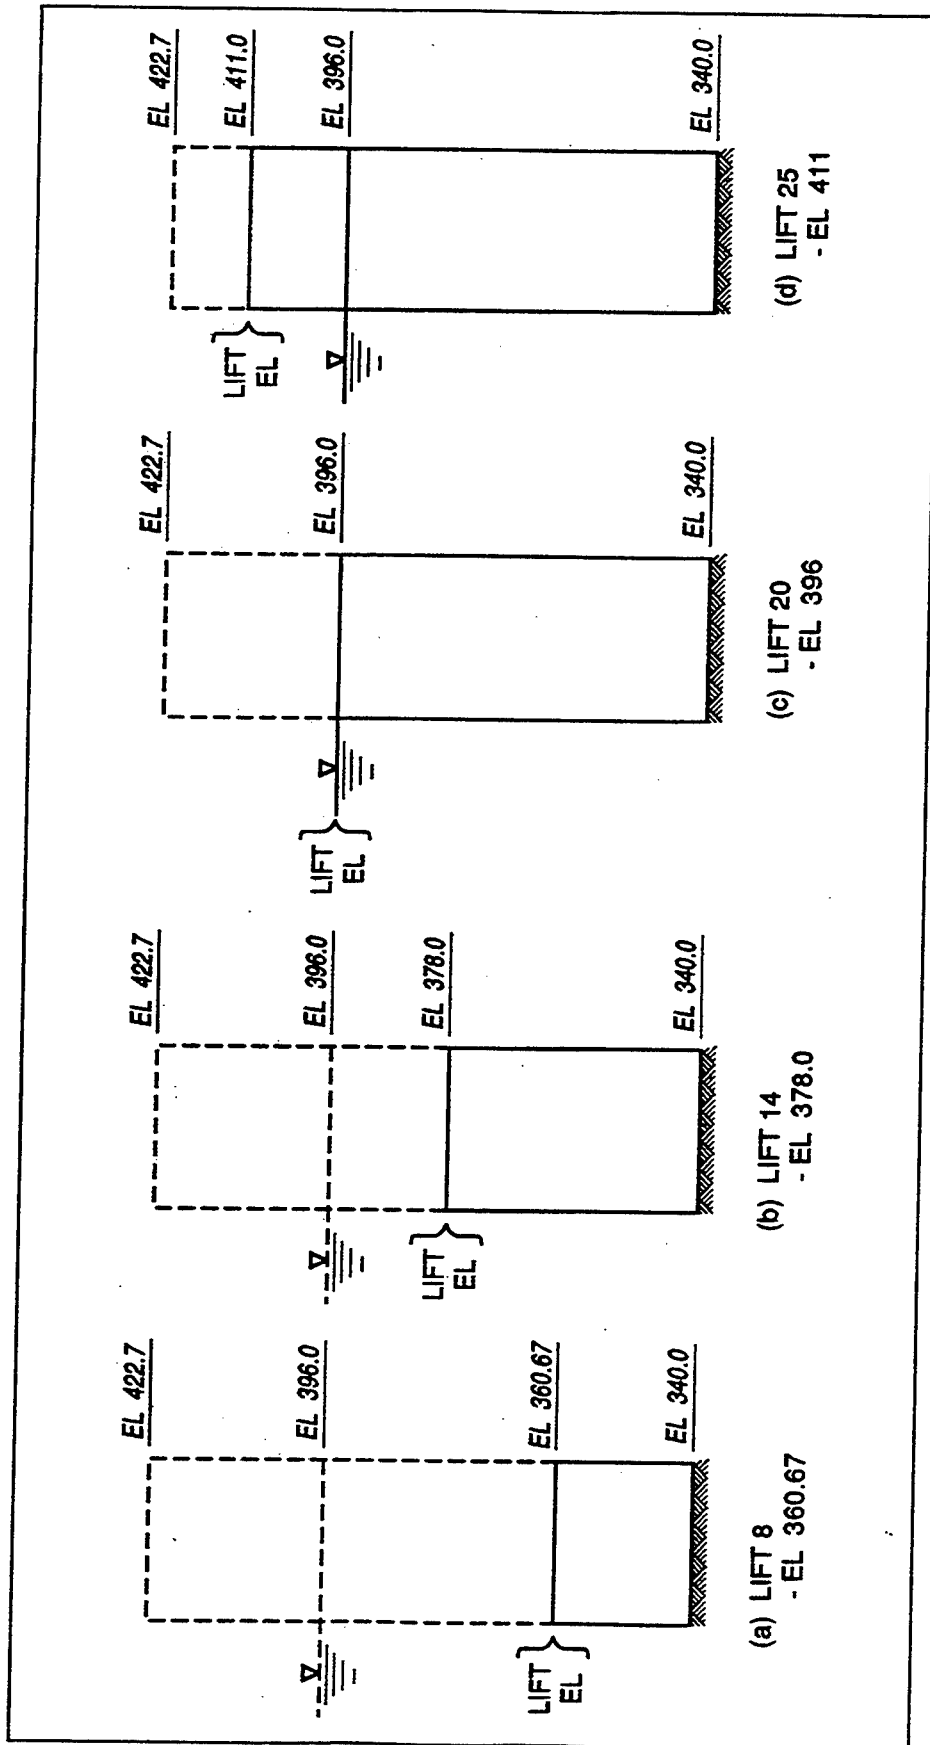 EL 422.7
EL 396.0
EL 360.67
EL 340.0
LIFT
EL
(a) LIFT 8
- EL 360.67
EL 422.7
EL 396.0
EL 378.0
EL 340.0
LIFT
EL
(b) LIFT 14
- EL 378.0
EL 422.7
EL 396.0
EL 340.0
LIFT
EL
(c) LIFT 20
- EL 396
EL 422.7
EL 411.0
EL 396.0
EL 340.0
LIFT
EL
(d) LIFT 25
- EL 411